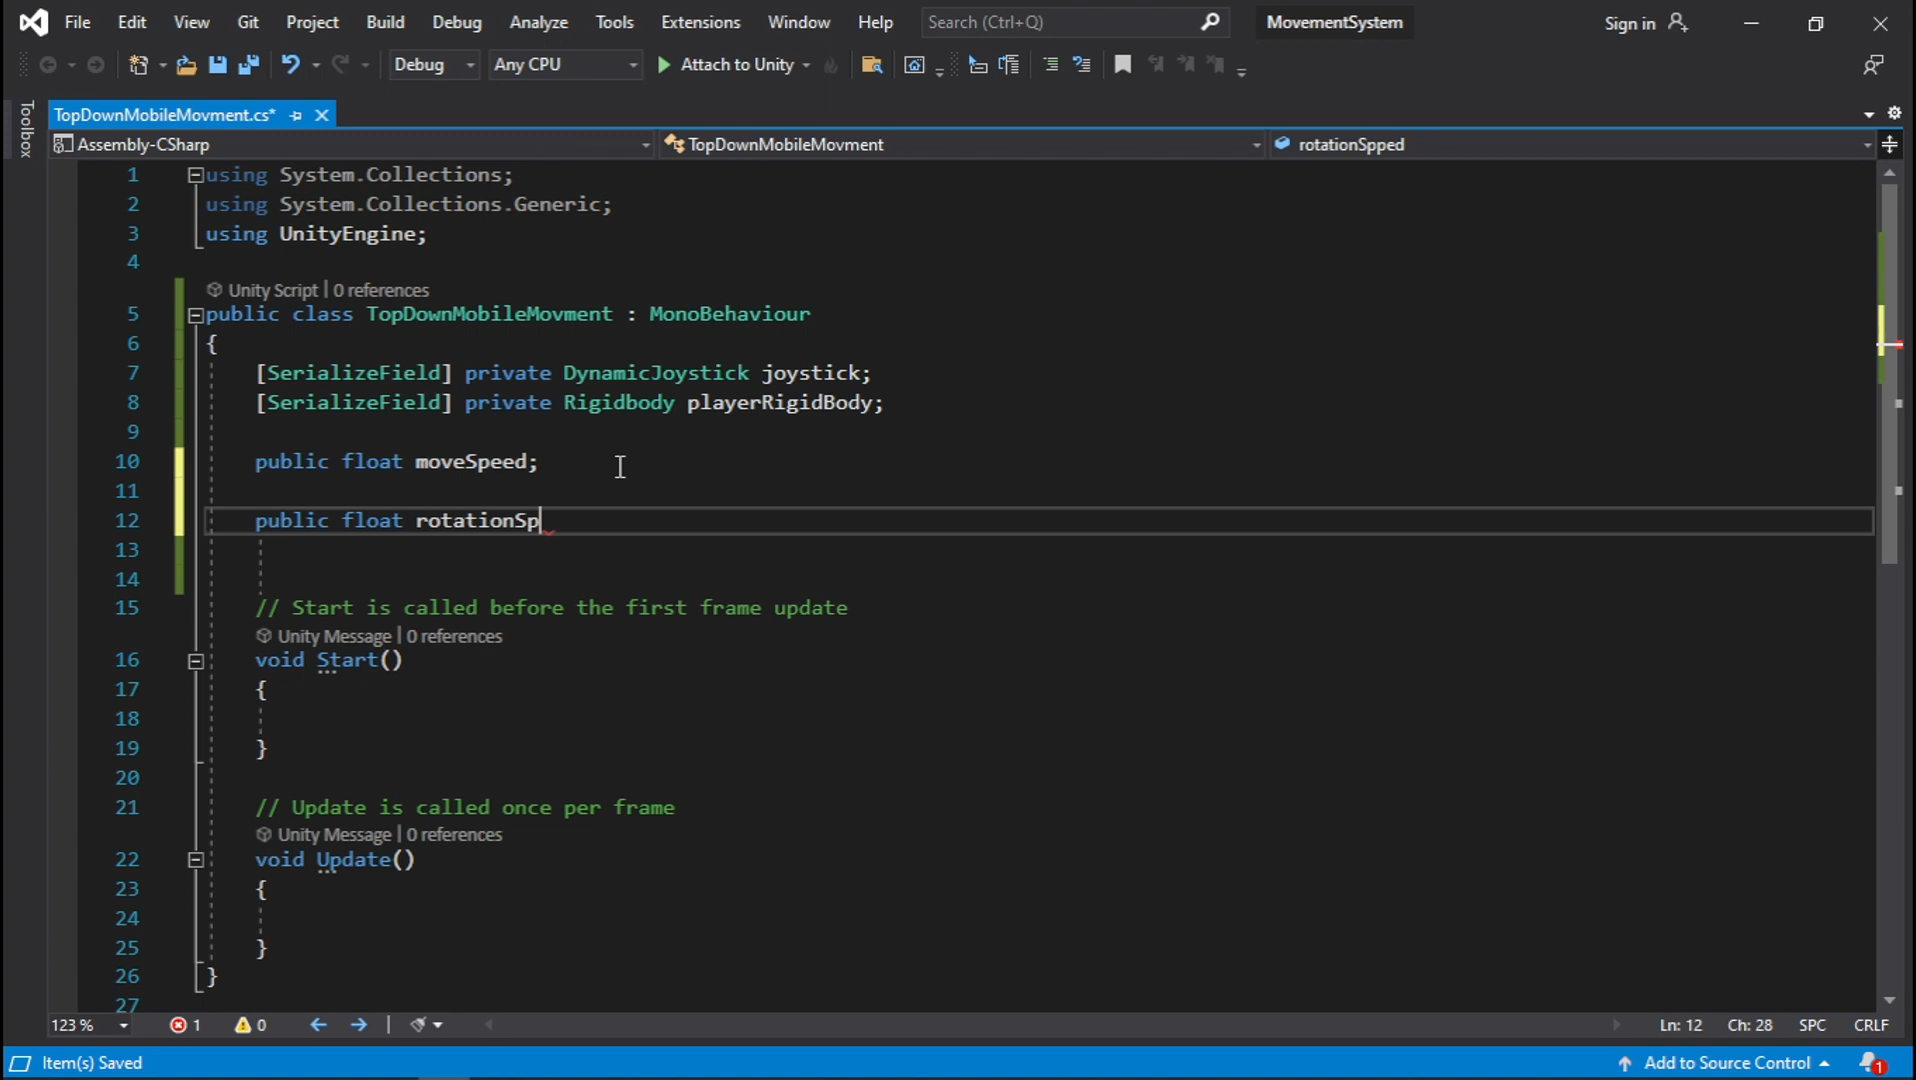 File Edit View Git Project Build Debug Analyze Tools Extensions Window Help Search (Ctrl+Q) MovementSystem Sign in
Debug Any CPU Attach to Unity
Toolbox
TopDownMobileMovment.cs*
Assembly-CSharp TopDownMobileMovment rotationSpped
1 using System.Collections;
2 using System.Collections.Generic;
3 using UnityEngine;
4
Unity Script | 0 references
5 public class TopDownMobileMovment : MonoBehaviour
6 {
7 [SerializeField] private DynamicJoystick joystick;
8 [SerializeField] private Rigidbody playerRigidBody;
9
10 public float moveSpeed;
11
12 public float rotationSp
13
14
15 // Start is called before the first frame update
Unity Message | 0 references
16 void Start()
17 {
18
19 }
20
21 // Update is called once per frame
Unity Message | 0 references
22 void Update()
23 {
24
25 }
26 }
27
123 % 1 0 Ln: 12 Ch: 28 SPC CRLF
Item(s) Saved Add to Source Control 1